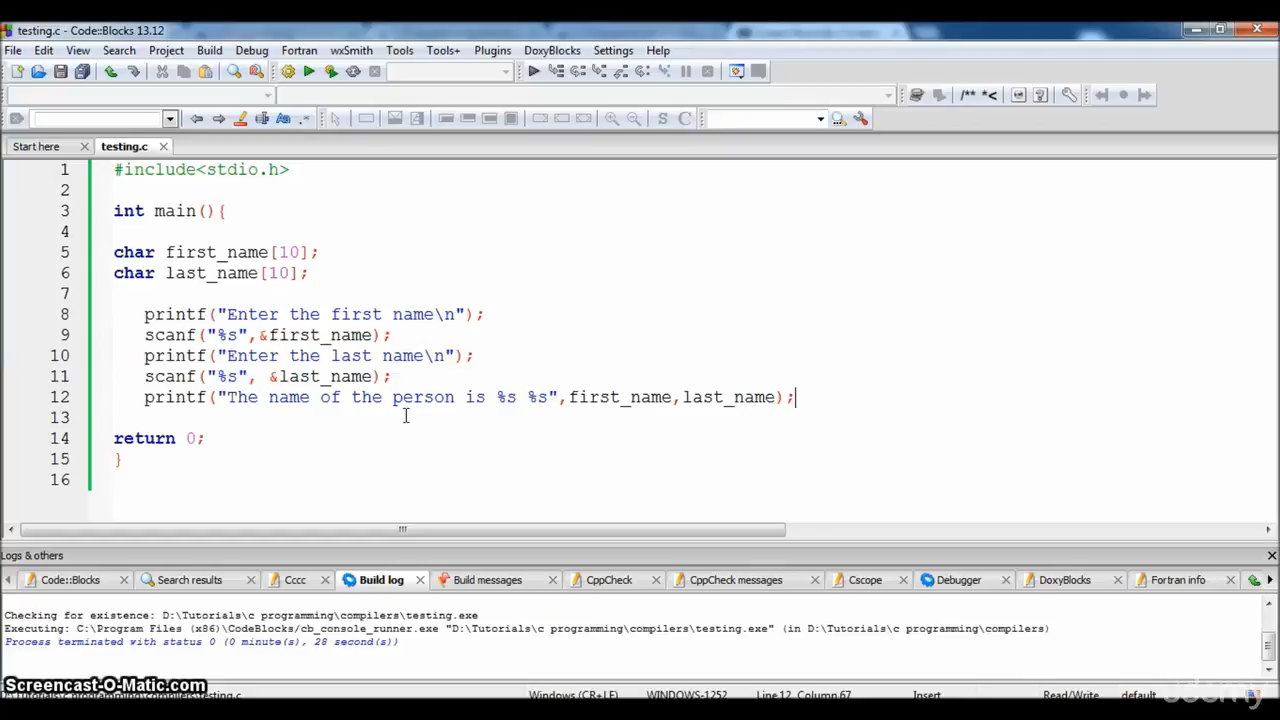 testing.c - Code::Blocks 13.12
File Edit View Search Project Build Debug Fortran wxSmith Tools Tools+ Plugins DoxyBlocks Settings Help
/** *<
S C
Start here testing.c
1 #include<stdio.h>
2
3 int main(){
4
5 char first_name[10];
6 char last_name[10];
7
8 printf("Enter the first name\n");
9 scanf("%s",&first_name);
10 printf("Enter the last name\n");
11 scanf("%s", &last_name);
12 printf("The name of the person is %s %s",first_name,last_name);
13
14 return 0;
15 }
16
Logs & others
Code::Blocks Search results Cccc Build log Build messages CppCheck CppCheck messages Cscope Debugger DoxyBlocks Fortran info
Checking for existence: D:\Tutorials\c programming\compilers\testing.exe
Executing: C:\Program Files (x86)\CodeBlocks/cb_console_runner.exe "D:\Tutorials\c programming\compilers\testing.exe" (in D:\Tutorials\c programming\compilers)
Process terminated with status 0 (0 minute(s), 28 second(s))
Screencast-O-Matic.com
Windows (CR+LF) WINDOWS-1252 Line 12, Column 67 Insert Read/Write default
udemy